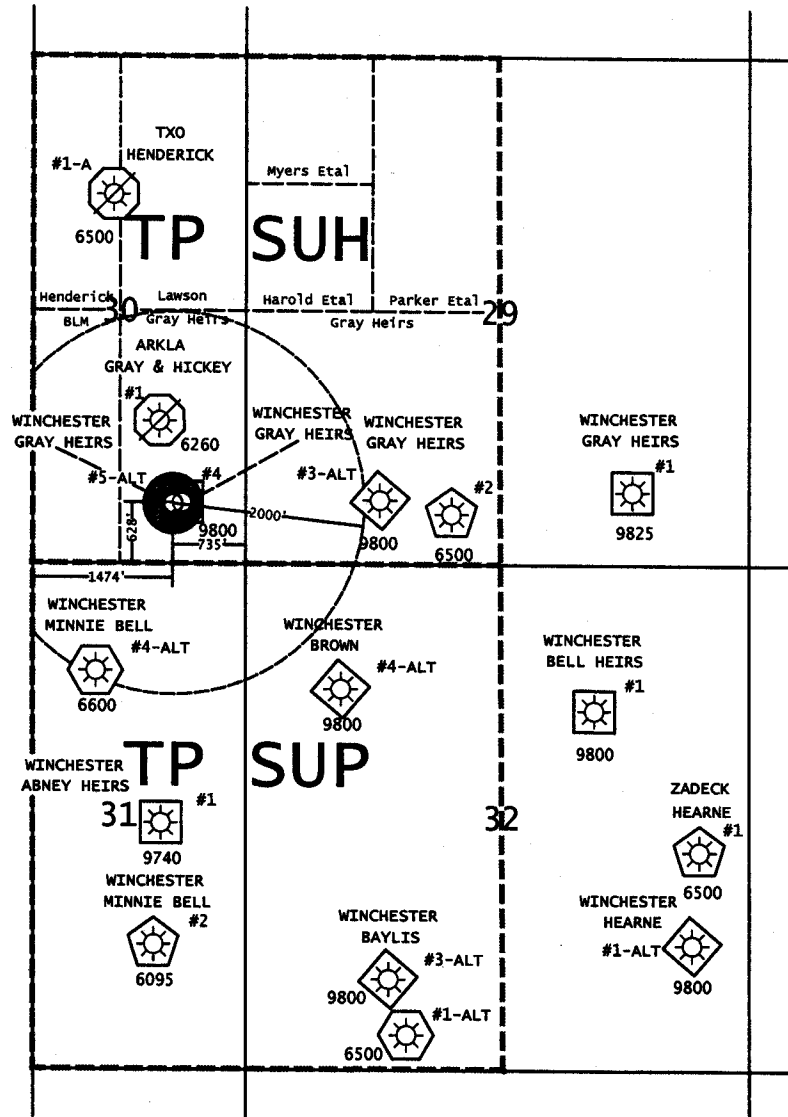 TXO
HENDERICK
#1-A
6500
Myers Etal
TP SUH
Henderick
Lawson
Harold Etal
Parker Etal
30
29
BLM
Gray Heirs
Gray Heirs
ARKLA
GRAY & HICKEY
#1
6260
WINCHESTER
GRAY HEIRS
WINCHESTER
GRAY HEIRS
WINCHESTER
GRAY HEIRS
WINCHESTER
GRAY HEIRS
#5-ALT
#4
#3-ALT
#2
#1
9800
2000'
9800
6500
9825
628'
735'
1474'
WINCHESTER
MINNIE BELL
#4-ALT
6600
WINCHESTER
BROWN
#4-ALT
9800
WINCHESTER
BELL HEIRS
#1
9800
TP SUP
WINCHESTER
ABNEY HEIRS
31
#1
9740
32
ZADECK
HEARNE
#1
6500
WINCHESTER
MINNIE BELL
#2
6095
WINCHESTER
HEARNE
#1-ALT
9800
WINCHESTER
BAYLIS
#3-ALT
9800
#1-ALT
6500